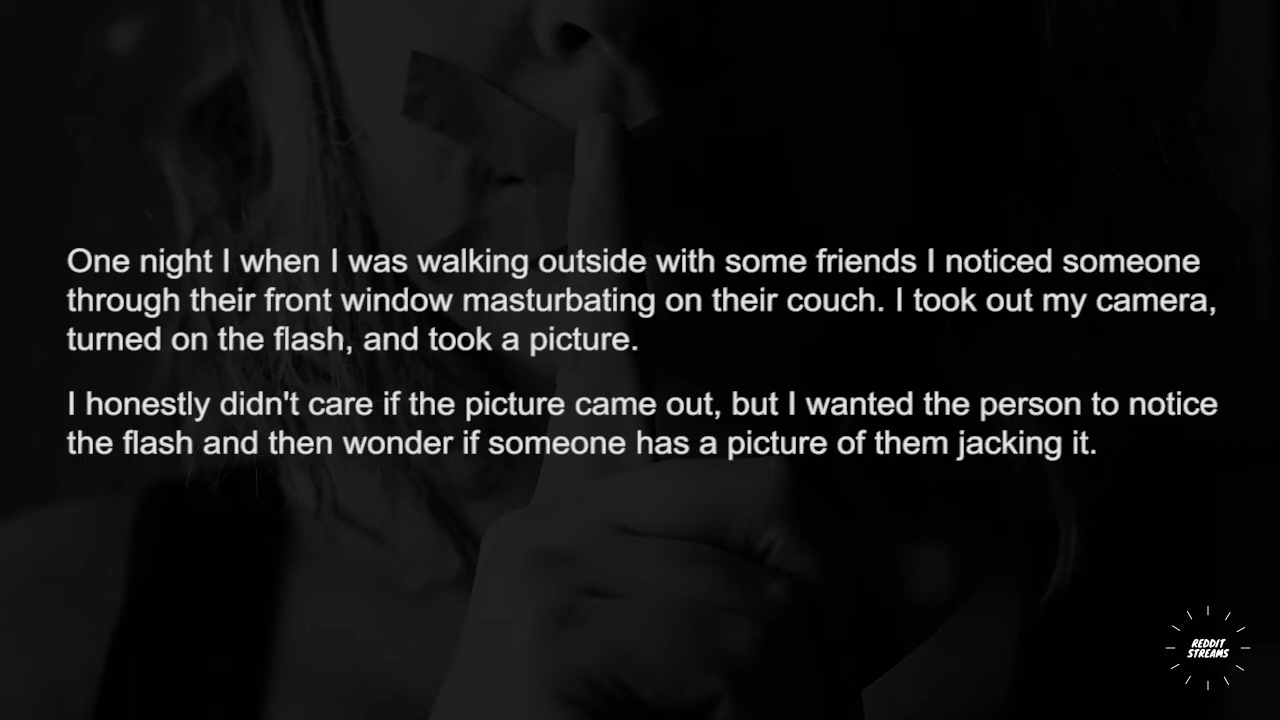 One night I when I was walking outside with some friends I noticed someone
through their front window masturbating on their couch. I took out my camera,
turned on the flash, and took a picture.
I honestly didn't care if the picture came out, but I wanted the person to notice
the flash and then wonder if someone has a picture of them jacking it.
REDDIT
STREAMS